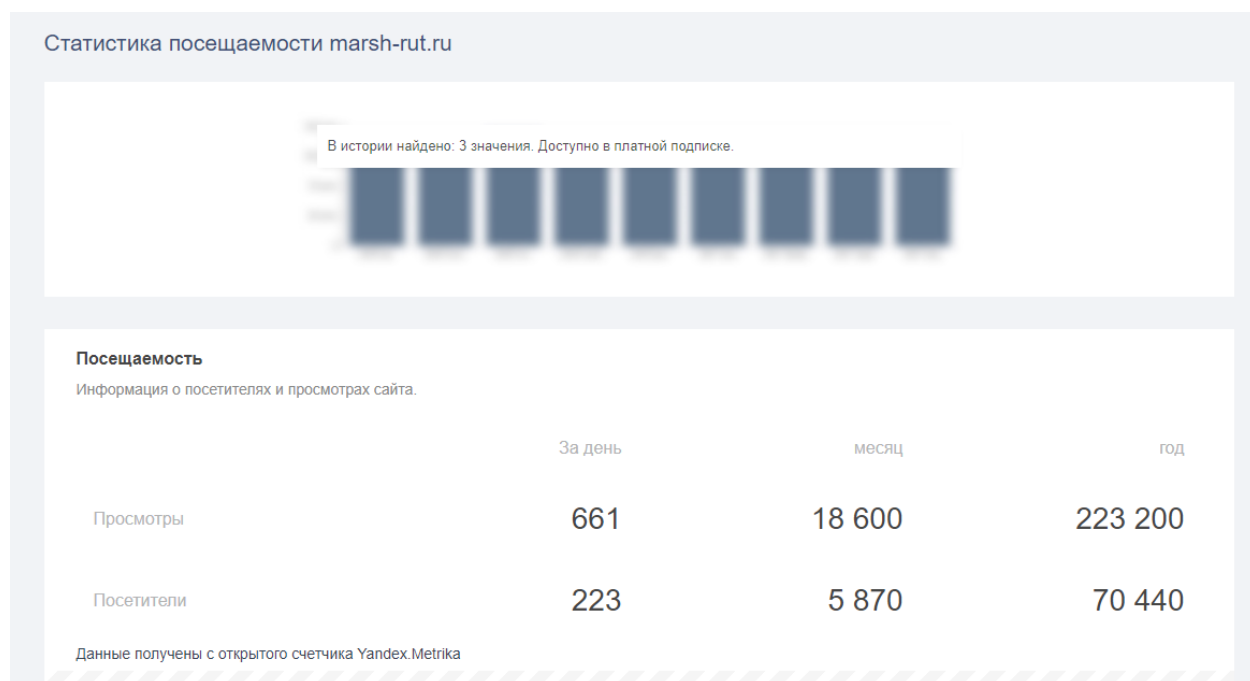 Статистика посещаемости marsh-rut.ru
В истории найдено: 3 значения. Доступно в платной подписке.
Посещаемость
Информация о посетителях и просмотрах сайта.
За день месяц год
Просмотры 661 18 600 223 200
Посетители 223 5 870 70 440
Данные получены с открытого счетчика Yandex.Metrika